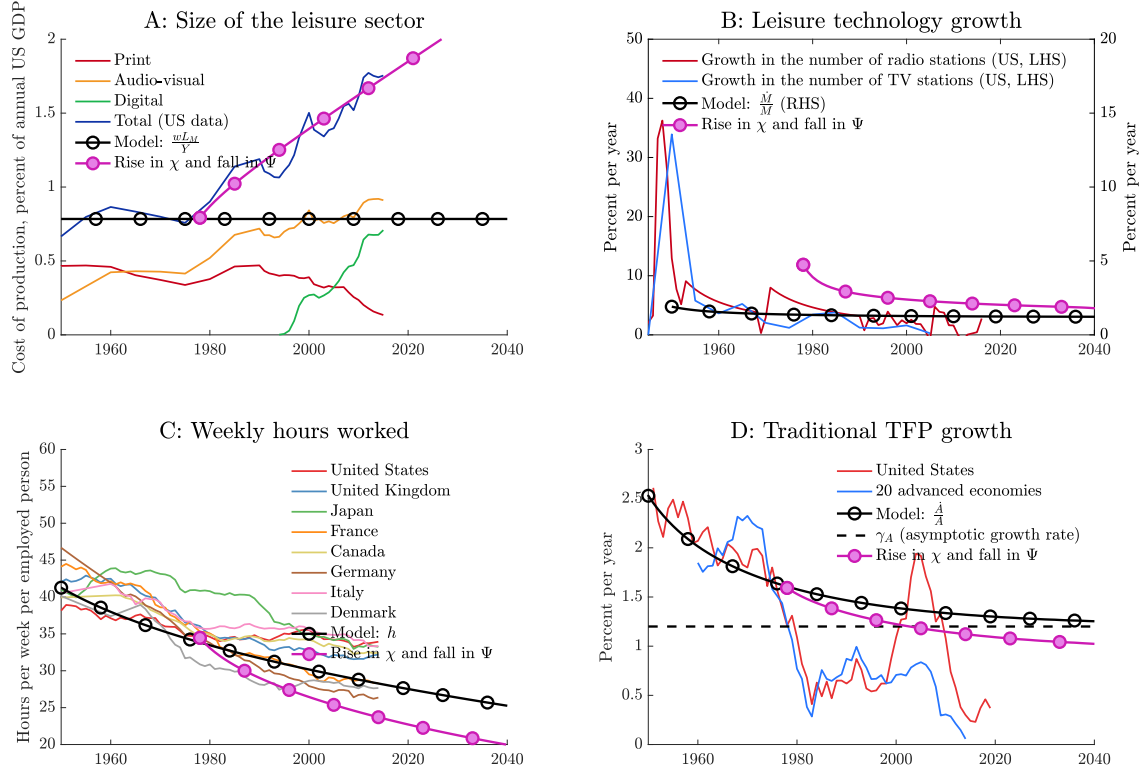 A: Size of the leisure sector
Cost of production, percent of annual US GDP
2
1.5
1
0.5
0
1960
1980
2000
2020
2040
Print
Audio-visual
Digital
Total (US data)
Model: wL_M/Y
Rise in χ and fall in Ψ
B: Leisure technology growth
Percent per year
50
40
30
20
10
0
1960
1980
2000
2020
2040
20
15
10
5
0
Percent per year
Growth in the number of radio stations (US, LHS)
Growth in the number of TV stations (US, LHS)
Model: Ṁ/M (RHS)
Rise in χ and fall in Ψ
C: Weekly hours worked
Hours per week per employed person
60
55
50
45
40
35
30
25
20
1960
1980
2000
2020
2040
United States
United Kingdom
Japan
France
Canada
Germany
Italy
Denmark
Model: h
Rise in χ and fall in Ψ
D: Traditional TFP growth
Percent per year
3
2.5
2
1.5
1
0.5
0
1960
1980
2000
2020
2040
United States
20 advanced economies
Model: Ȧ/A
γ_A (asymptotic growth rate)
Rise in χ and fall in Ψ